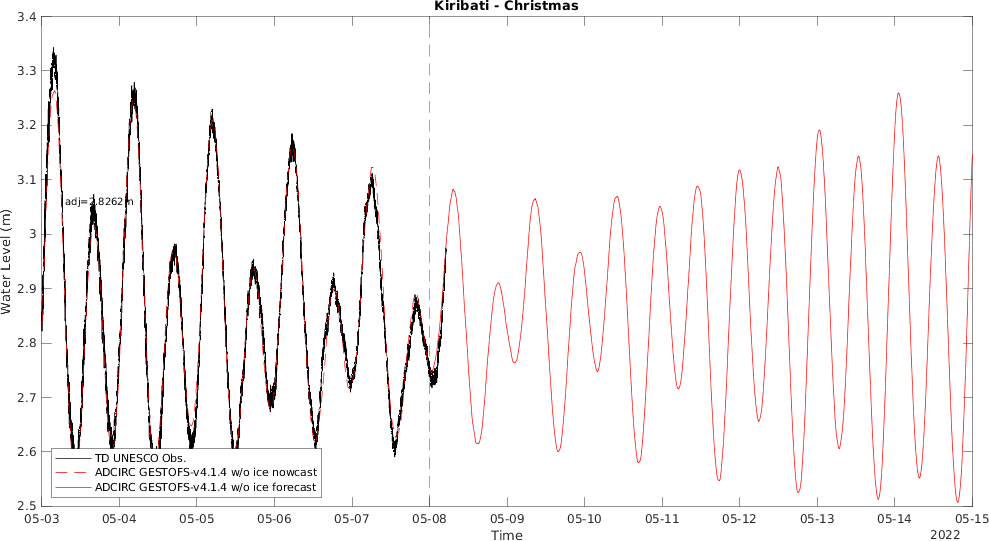 Kiribati - Christmas
3.4
3.3
3.2
3.1
3
2.9
2.8
2.7
2.6
2.5
Water Level (m)
adj=2.8262m
TD UNESCO Obs.
ADCIRC GESTOFS-v4.1.4 w/o ice nowcast
ADCIRC GESTOFS-v4.1.4 w/o ice forecast
05-03 05-04 05-05 05-06 05-07 05-08 05-09 05-10 05-11 05-12 05-13 05-14 05-15
Time
2022